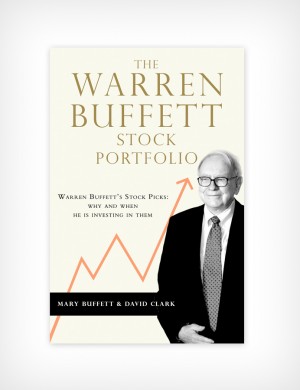 THE
WARREN
BUFFETT
STOCK
PORTFOLIO
WARREN BUFFETT'S STOCK PICKS:
WHY AND WHEN
HE IS INVESTING IN THEM
MARY BUFFETT & DAVID CLARK